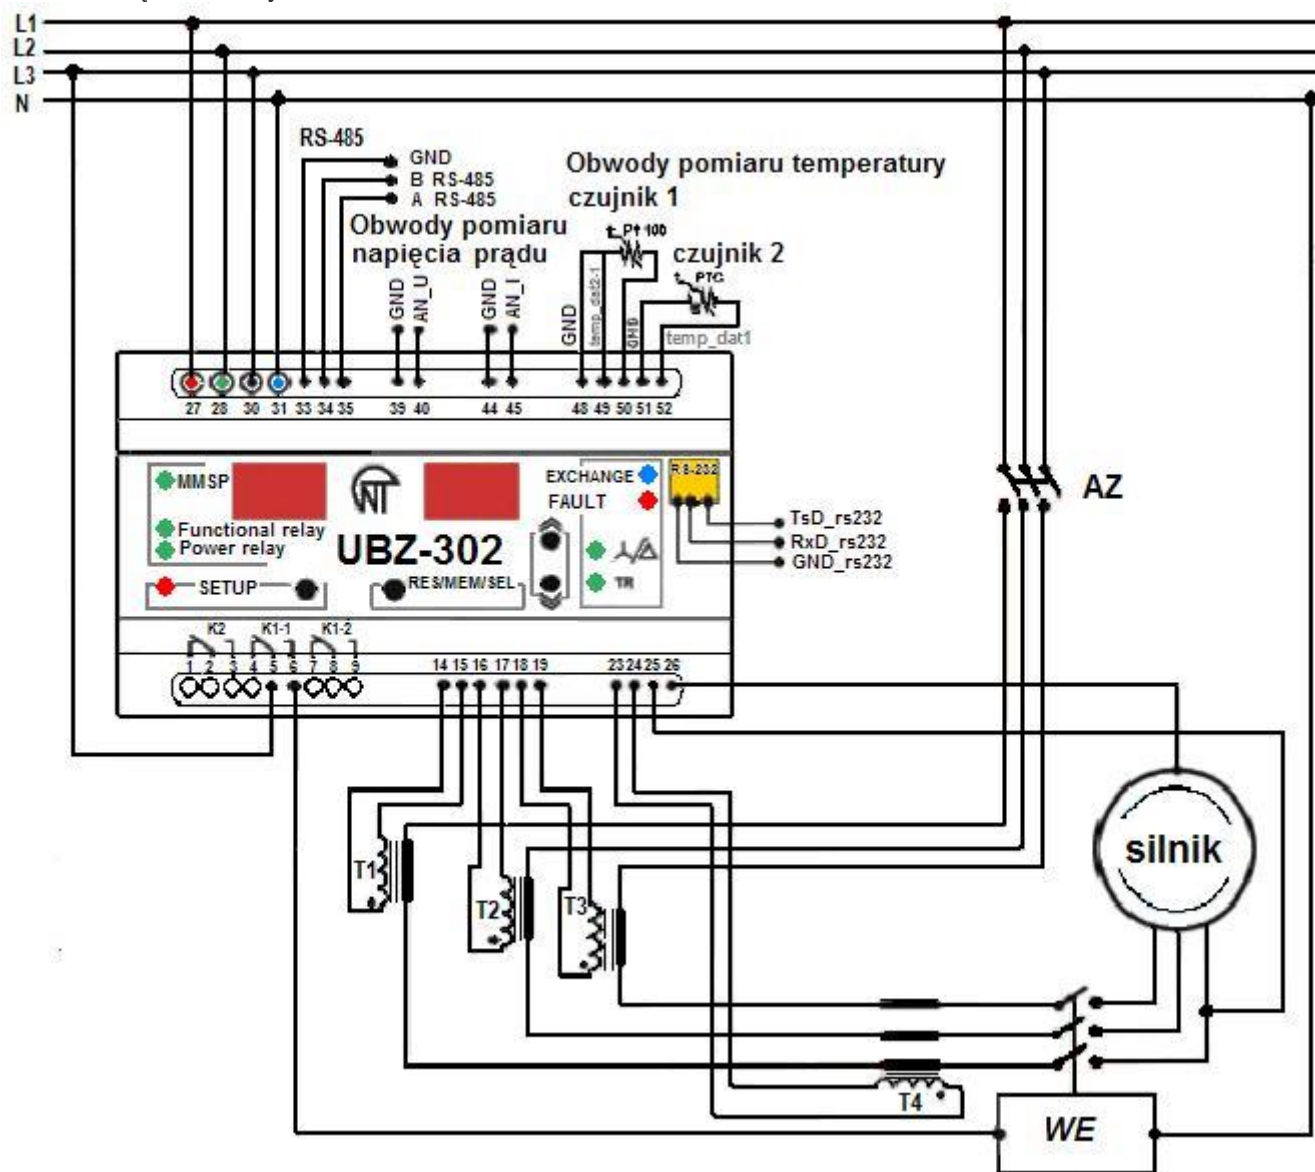 L1
L2
L3
N
RS-485
GND
B RS-485
A RS-485
Obwody pomiaru
napięcia prądu
GND
AN_U
GND
AN_I
Obwody pomiaru temperatury
czujnik 1
Pt 100
czujnik 2
PTC
GND
temp_dat2-1
GND
temp_dat1
27 28 30 31 33 34 35 39 40 44 45 48 49 50 51 52
MMSP
NT
EXCHANGE
FAULT
RS-232
Functional relay
Power relay
UBZ-302
SETUP
RES/MEM/SEL
TR
TsD_rs232
RxD_rs232
GND_rs232
AZ
K2 K1-1 K1-2
1 2 3 4 5 6 7 8 9 14 15 16 17 18 19 23 24 25 26
T1
T2
T3
silnik
T4
WE